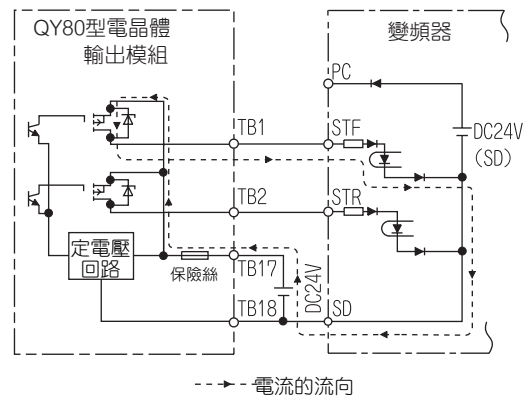 QY80型電晶體
輸出模組
變頻器
PC
TB1
STF
DC24V
(SD)
TB2
STR
定電壓
回路
保險絲
TB17
DC24V
TB18
SD
電流的流向